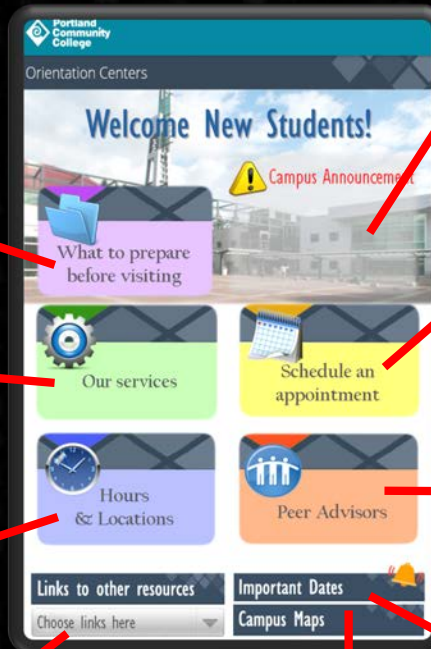 Portland
Community
College
Orientation Centers
Welcome New Students!
Campus Announcement
What to prepare
before visiting
Our services
Schedule an
appointment
Hours
& Locations
Peer Advisors
Links to other resources
Choose links here
Important Dates
Campus Maps